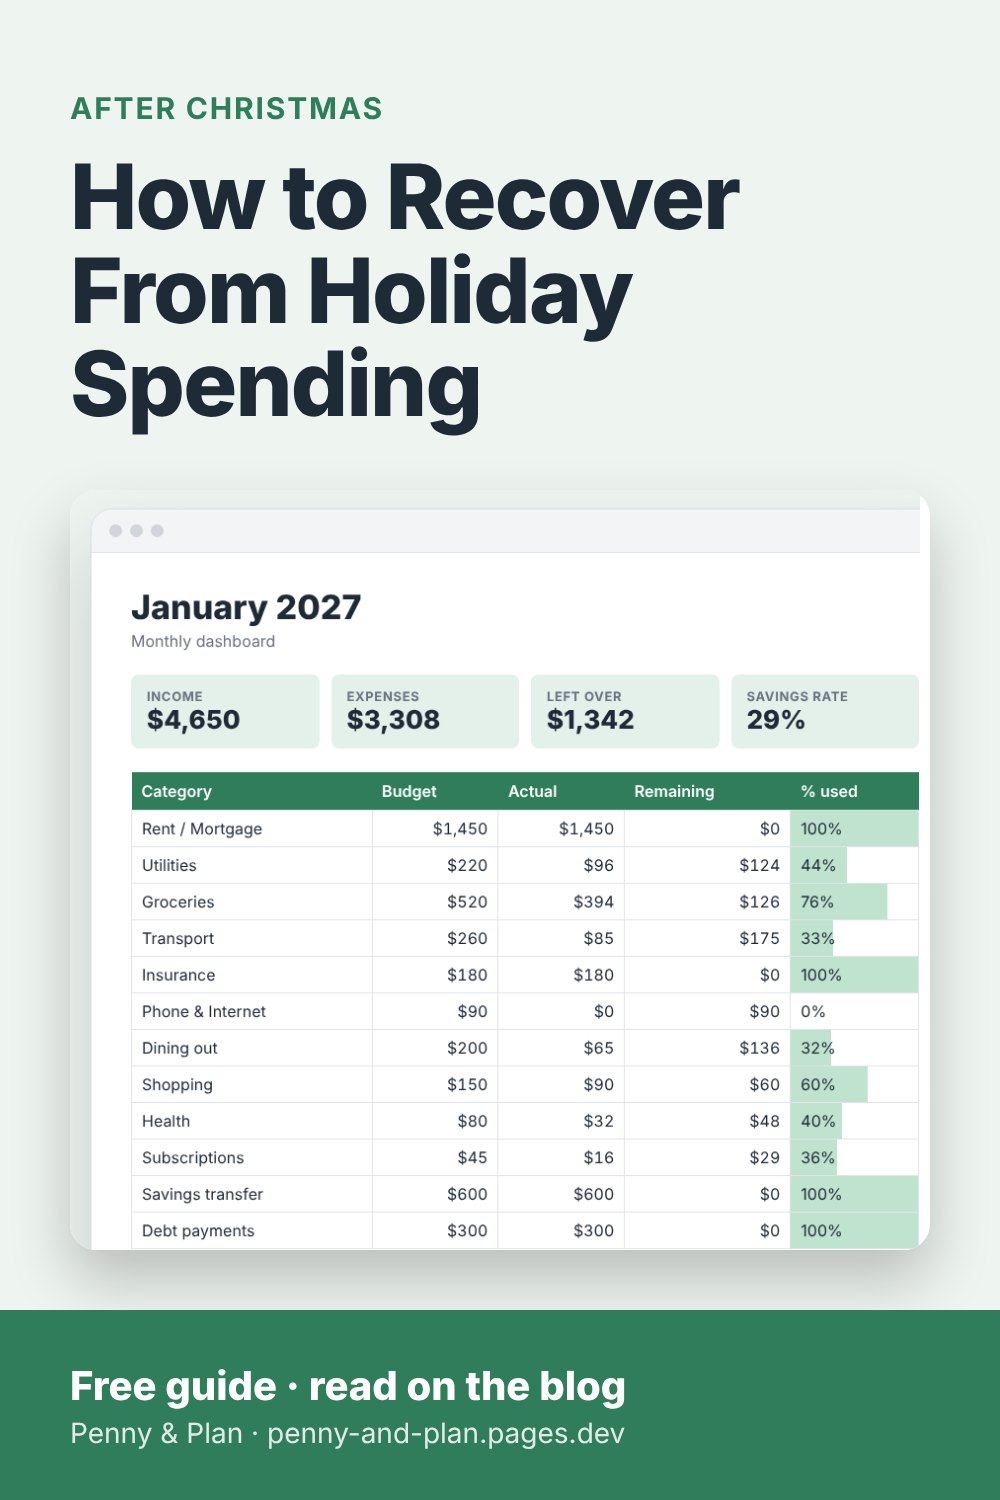 AFTER CHRISTMAS
How to Recover
From Holiday
Spending
January 2027
Monthly dashboard
INCOME EXPENSES LEFT OVER SAVINGS RATE
$4,650 $3,308 $1,342 29%
Category Budget Actual Remaining % used
Rent / Mortgage $1,450 $1,450 $0 100%
Utilities $220 $96 $124 44%
Groceries $520 $394 $126 76%
Transport $260 $85 $175 33%
Insurance $180 $180 $0 100%
Phone & Internet $90 $0 $90 0%
Dining out $200 $65 $136 32%
Shopping $150 $90 $60 60%
Health $80 $32 $48 40%
Subscriptions $45 $16 $29 36%
Savings transfer $600 $600 $0 100%
Debt payments $300 $300 $0 100%
Free guide · read on the blog
Penny & Plan · penny-and-plan.pages.dev